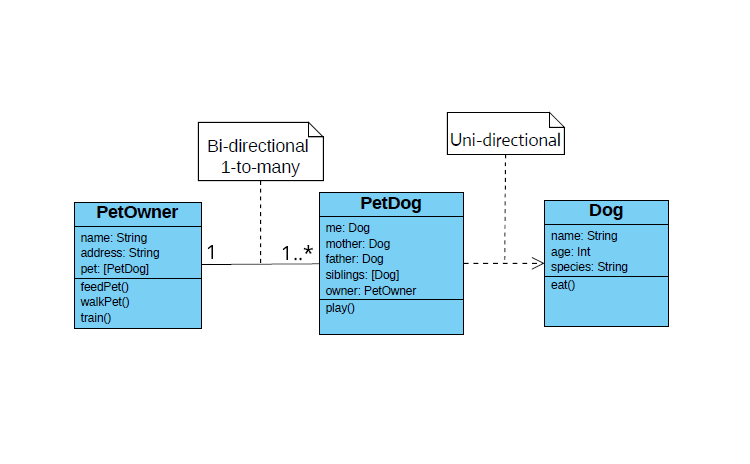 Bi-directional
1-to-many
Uni-directional
PetOwner
name: String
address: String
pet: [PetDog]
feedPet()
walkPet()
train()
1
1..*
PetDog
me: Dog
mother: Dog
father: Dog
siblings: [Dog]
owner: PetOwner
play()
Dog
name: String
age: Int
species: String
eat()